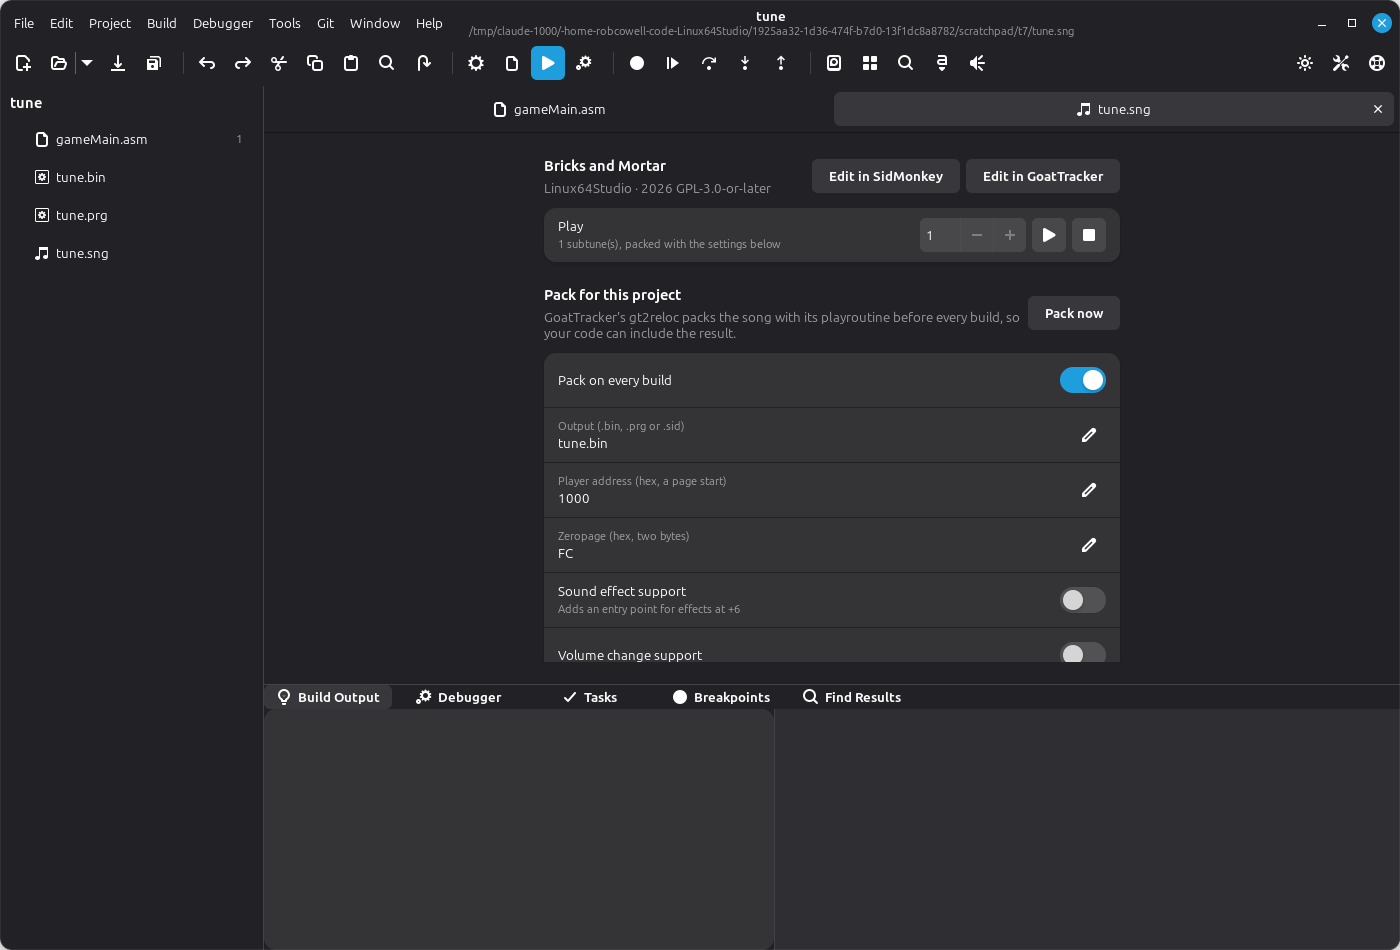 tune
File Edit Project Build Debugger Tools Git Window Help
/tmp/claude-1000/-home-robcowell-code-Linux64Studio/1925aa32-1d36-474f-b7d0-13f1dc8a8782/scratchpad/t7/tune.sng
tune
gameMain.asm 1
tune.bin
tune.prg
tune.sng
gameMain.asm
tune.sng
Bricks and Mortar
Linux64Studio · 2026 GPL-3.0-or-later
Edit in SidMonkey
Edit in GoatTracker
Play
1 subtune(s), packed with the settings below
1
Pack for this project
GoatTracker's gt2reloc packs the song with its playroutine before every build, so
your code can include the result.
Pack now
Pack on every build
Output (.bin, .prg or .sid)
tune.bin
Player address (hex, a page start)
1000
Zeropage (hex, two bytes)
FC
Sound effect support
Adds an entry point for effects at +6
Volume change support
Build Output
Debugger
Tasks
Breakpoints
Find Results